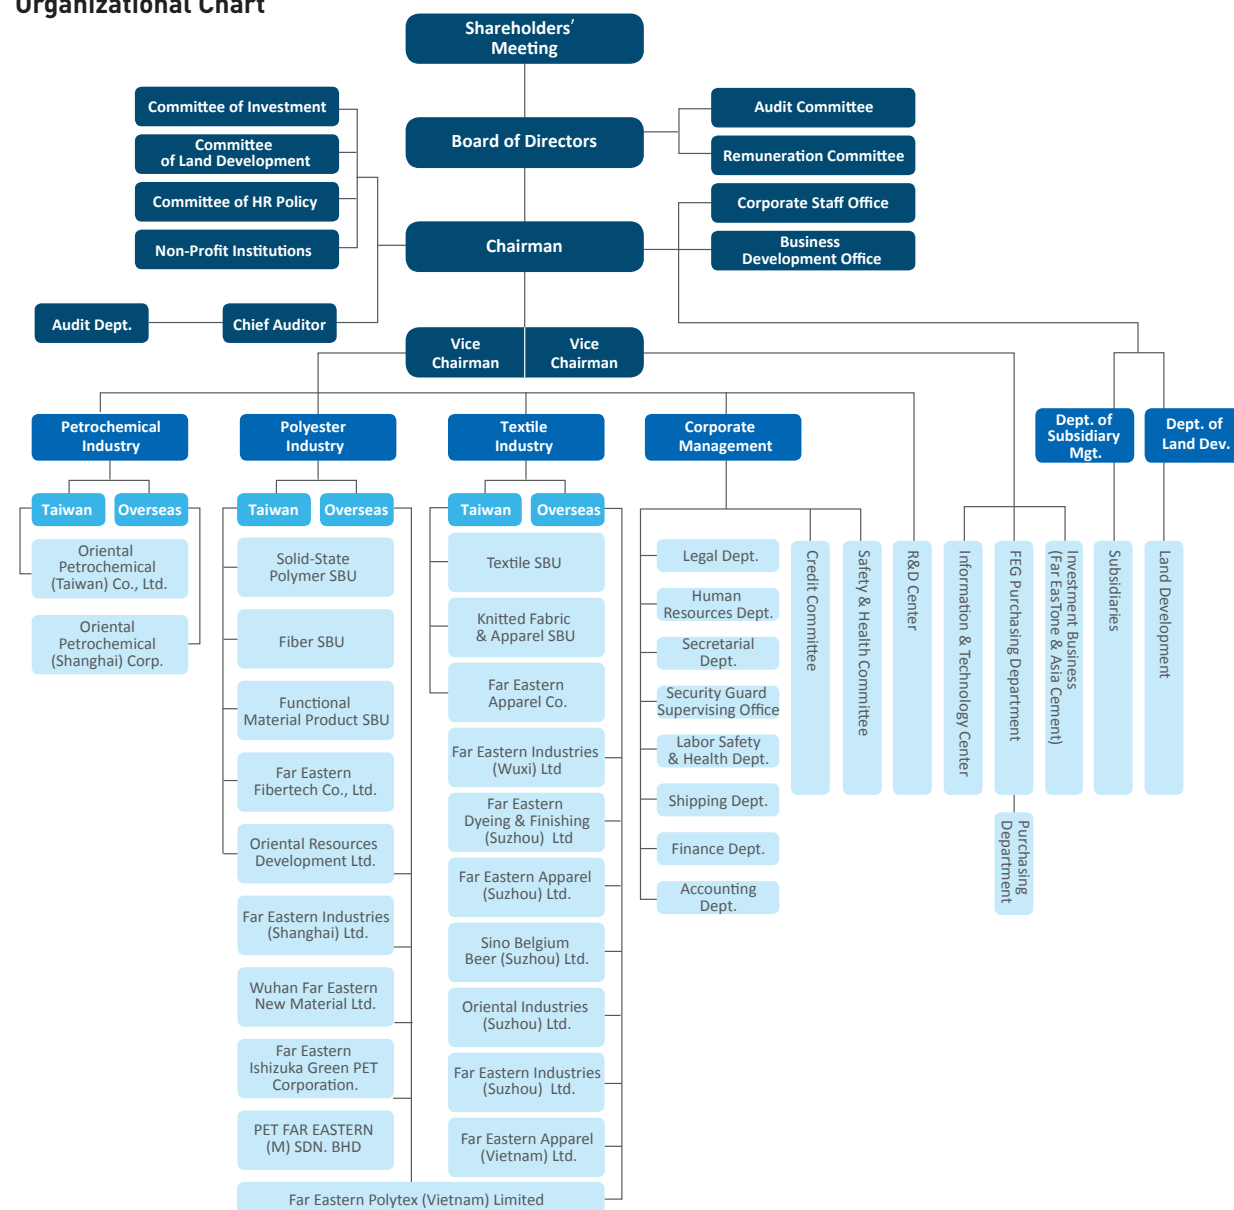 Organizational Chart
Shareholders′
Meeting
Committee of Investment
Committee
of Land Development
Committee of HR Policy
Non-Profit Institutions
Board of Directors
Audit Committee
Remuneration Committee
Corporate Staff Office
Business
Development Office
Chairman
Audit Dept.
Chief Auditor
Vice
Chairman
Vice
Chairman
Petrochemical
Industry
Polyester
Industry
Textile
Industry
Corporate
Management
Dept. of
Subsidiary
Mgt.
Dept. of
Land Dev.
Taiwan
Overseas
Oriental
Petrochemical
(Taiwan) Co., Ltd.
Oriental
Petrochemical
(Shanghai) Corp.
Taiwan
Overseas
Solid-State
Polymer SBU
Fiber SBU
Functional
Material Product SBU
Far Eastern
Fibertech Co., Ltd.
Oriental Resources
Development Ltd.
Far Eastern Industries
(Shanghai) Ltd.
Wuhan Far Eastern
New Material Ltd.
Far Eastern
Ishizuka Green PET
Corporation.
PET FAR EASTERN
(M) SDN. BHD
Taiwan
Overseas
Textile SBU
Knitted Fabric
& Apparel SBU
Far Eastern
Apparel Co.
Far Eastern Industries
(Wuxi) Ltd
Far Eastern
Dyeing & Finishing
(Suzhou) Ltd
Far Eastern Apparel
(Suzhou) Ltd.
Sino Belgium
Beer (Suzhou) Ltd.
Oriental Industries
(Suzhou) Ltd.
Far Eastern Industries
(Suzhou) Ltd.
Far Eastern Apparel
(Vietnam) Ltd.
Far Eastern Polytex (Vietnam) Limited
Legal Dept.
Human
Resources Dept.
Secretarial
Dept.
Security Guard
Supervising Office
Labor Safety
& Health Dept.
Shipping Dept.
Finance Dept.
Accounting
Dept.
Credit Committee
Safety & Health Committee
R&D Center
Information & Technology Center
FEG Purchasing Department
Purchasing
Department
Investment Business
(Far EasTone & Asia Cement)
Subsidiaries
Land Development